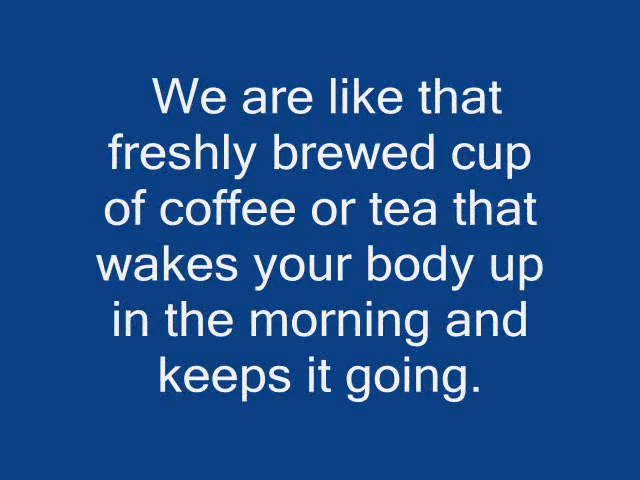 We are like that
freshly brewed cup
of coffee or tea that
wakes your body up
in the morning and
keeps it going.